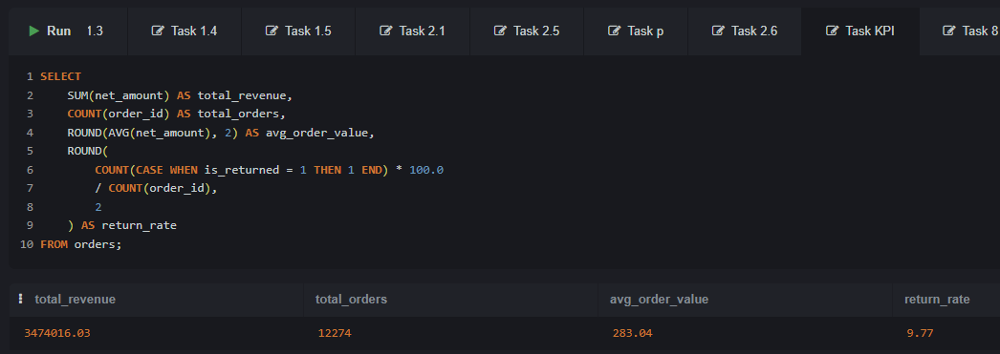 Run 1.3 Task 1.4 Task 1.5 Task 2.1 Task 2.5 Task p Task 2.6 Task KPI Task 8
1 SELECT
2 SUM(net_amount) AS total_revenue,
3 COUNT(order_id) AS total_orders,
4 ROUND(AVG(net_amount), 2) AS avg_order_value,
5 ROUND(
6 COUNT(CASE WHEN is_returned = 1 THEN 1 END) * 100.0
7 / COUNT(order_id),
8 2
9 ) AS return_rate
10 FROM orders;
total_revenue total_orders avg_order_value return_rate
3474016.03 12274 283.04 9.77